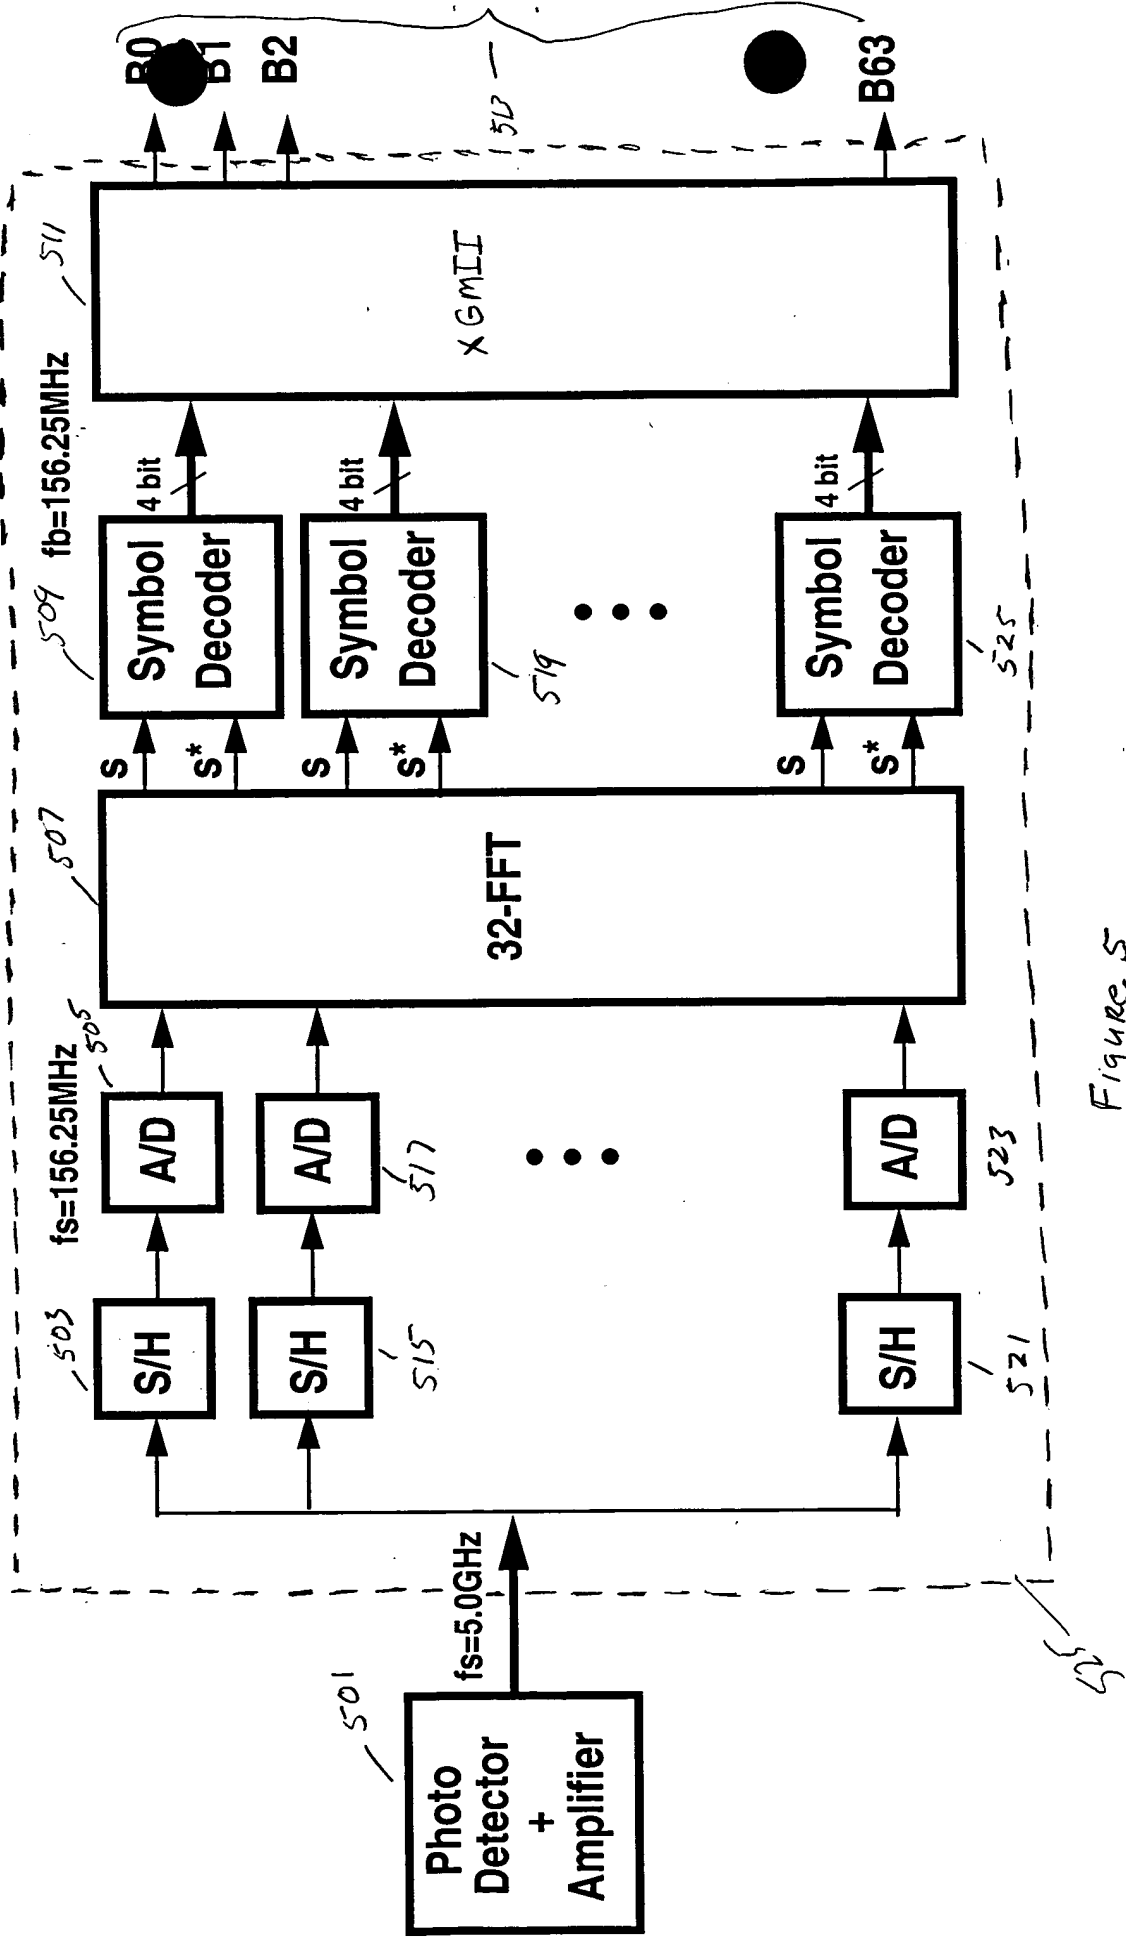 Photo
Detector
+
Amplifier
501
fs=5.0GHz
S/H
503
S/H
515
S/H
521
fs=156.25MHz
A/D
505
A/D
517
A/D
523
32-FFT
507
s
s*
s
s*
s
s*
Symbol
Decoder
509
Symbol
Decoder
519
Symbol
Decoder
525
fb=156.25MHz
4 bit
4 bit
4 bit
XGMII
511
B0
B1
B2
B63
513
Figure 5